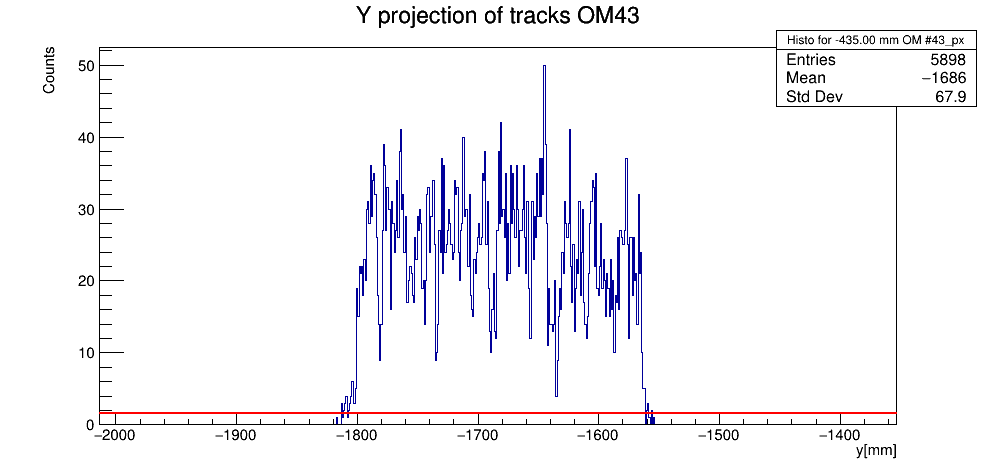 Y projection of tracks OM43
Histo for -435.00 mm OM #43_px
Entries 5898
Mean −1686
Std Dev 67.9
Counts
50
40
30
20
10
0
−2000 −1900 −1800 −1700 −1600 −1500 −1400
y[mm]